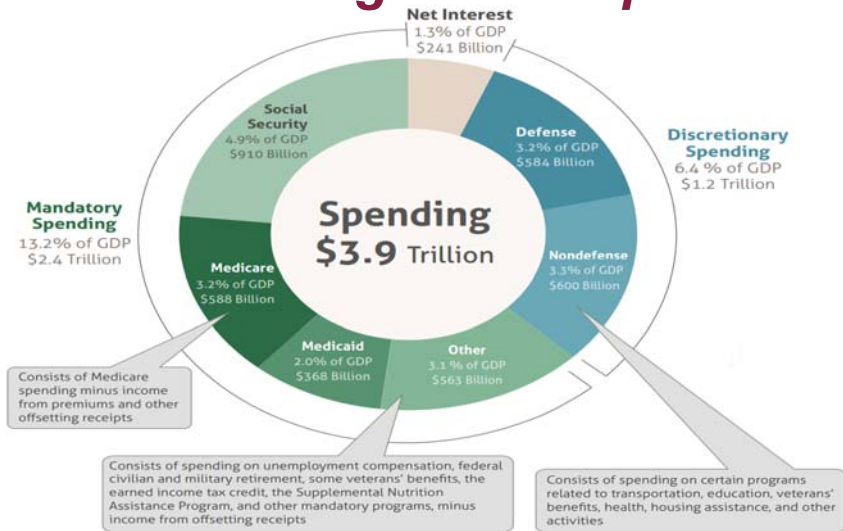 Net Interest
1.3% of GDP
$241 Billion
Social
Security
4.9% of GDP
$910 Billion
Defense
3.2% of GDP
$584 Billion
Discretionary
Spending
6.4 % of GDP
$1.2 Trillion
Mandatory
Spending
13.2% of GDP
$2.4 Trillion
Spending
$3.9 Trillion
Medicare
3.2% of GDP
$588 Billion
Nondefense
3.3% of GDP
$600 Billion
Medicaid
2.0% of GDP
$368 Billion
Other
3.1 % of GDP
$563 Billion
Consists of Medicare
spending minus income
from premiums and other
offsetting receipts
Consists of spending on unemployment compensation, federal
civilian and military retirement, some veterans' benefits, the
earned income tax credit, the Supplemental Nutrition
Assistance Program, and other mandatory programs, minus
income from offsetting receipts
Consists of spending on certain programs
related to transportation, education, veterans'
benefits, health, housing assistance, and other
activities